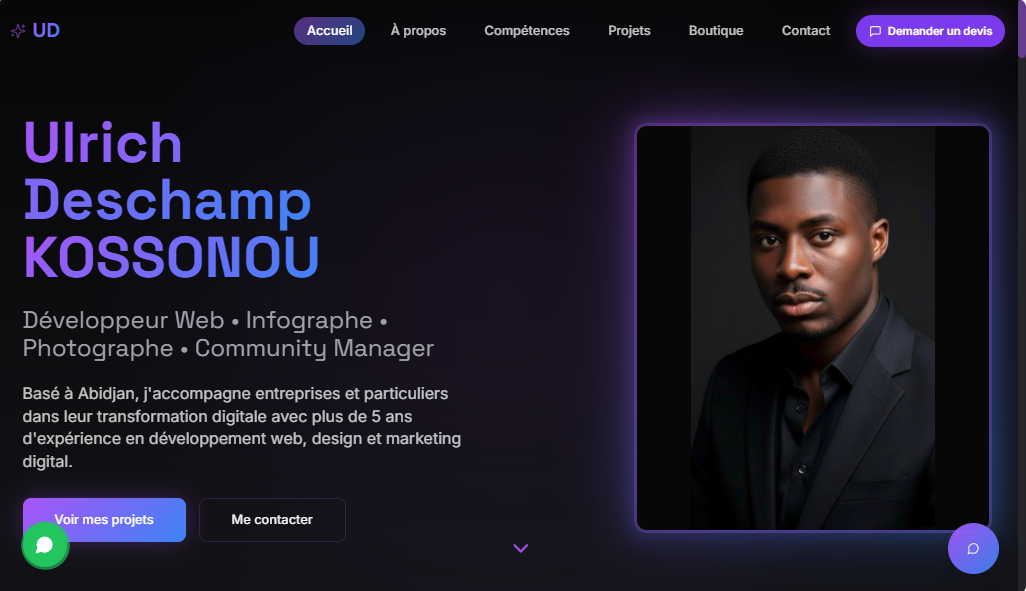 UD
Accueil
À propos
Compétences
Projets
Boutique
Contact
Demander un devis
Ulrich
Deschamp
KOSSONOU
Développeur Web • Infographe •
Photographe • Community Manager
Basé à Abidjan, j'accompagne entreprises et particuliers
dans leur transformation digitale avec plus de 5 ans
d'expérience en développement web, design et marketing
digital.
Voir mes projets
Me contacter